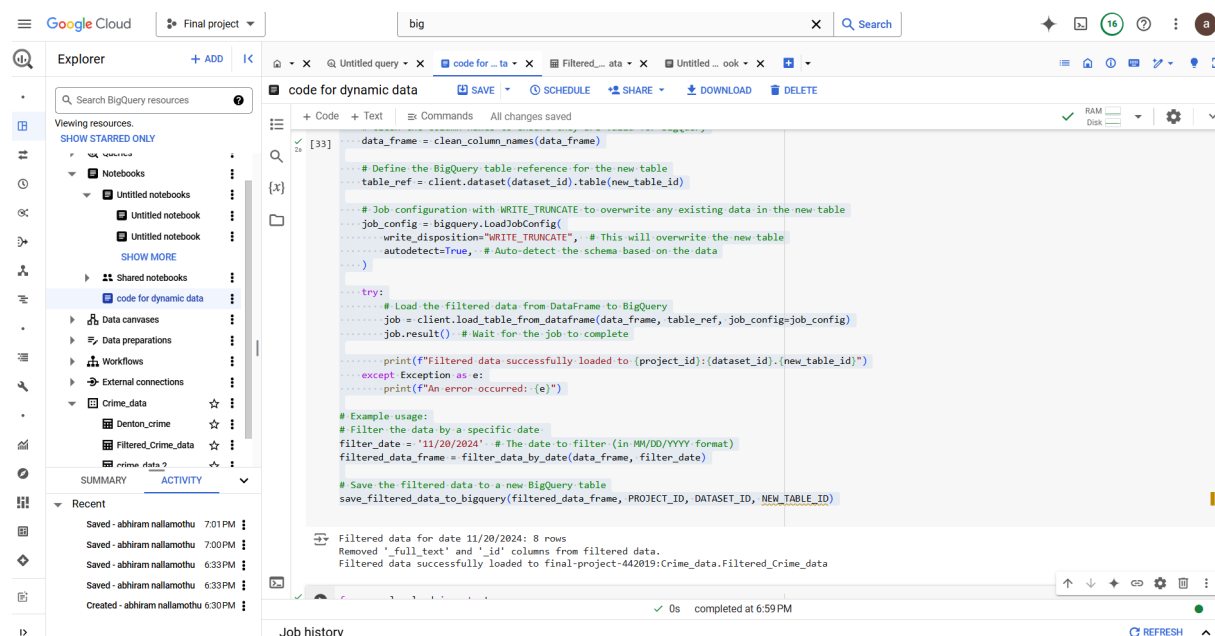 Google Cloud
Final project
big
Search
16
a
Explorer
+ ADD
Untitled query
code for ... ta
Filtered_... ata
Untitled ... ook
Search BigQuery resources
Viewing resources.
SHOW STARRED ONLY
Queries
Notebooks
Untitled notebooks
Untitled notebook
Untitled notebook
SHOW MORE
Shared notebooks
code for dynamic data
Data canvases
Data preparations
Workflows
External connections
Crime_data
Denton_crime
Filtered_Crime_data
crime_data 2
SUMMARY
ACTIVITY
Recent
Saved - abhiram nallamothu 7:01 PM
Saved - abhiram nallamothu 7:00 PM
Saved - abhiram nallamothu 6:33 PM
Saved - abhiram nallamothu 6:33 PM
Created - abhiram nallamothu 6:30 PM
code for dynamic data
SAVE
SCHEDULE
SHARE
DOWNLOAD
DELETE
+ Code + Text
Commands
All changes saved
RAM
Disk
[33]
2s
data_frame = clean_column_names(data_frame)
# Define the BigQuery table reference for the new table
table_ref = client.dataset(dataset_id).table(new_table_id)
# Job configuration with WRITE_TRUNCATE to overwrite any existing data in the new table
job_config = bigquery.LoadJobConfig(
write_disposition="WRITE_TRUNCATE", # This will overwrite the new table
autodetect=True, # Auto-detect the schema based on the data
)
try:
# Load the filtered data from DataFrame to BigQuery
job = client.load_table_from_dataframe(data_frame, table_ref, job_config=job_config)
job.result() # Wait for the job to complete
print(f"Filtered data successfully loaded to {project_id}:{dataset_id}.{new_table_id}")
except Exception as e:
print(f"An error occurred: {e}")
# Example usage:
# Filter the data by a specific date
filter_date = '11/20/2024' # The date to filter (in MM/DD/YYYY format)
filtered_data_frame = filter_data_by_date(data_frame, filter_date)
# Save the filtered data to a new BigQuery table
save_filtered_data_to_bigquery(filtered_data_frame, PROJECT_ID, DATASET_ID, NEW_TABLE_ID)
Filtered data for date 11/20/2024: 8 rows
Removed '_full_text' and '_id' columns from filtered data.
Filtered data successfully loaded to final-project-442019:Crime_data.Filtered_Crime_data
0s completed at 6:59 PM
Job history
REFRESH